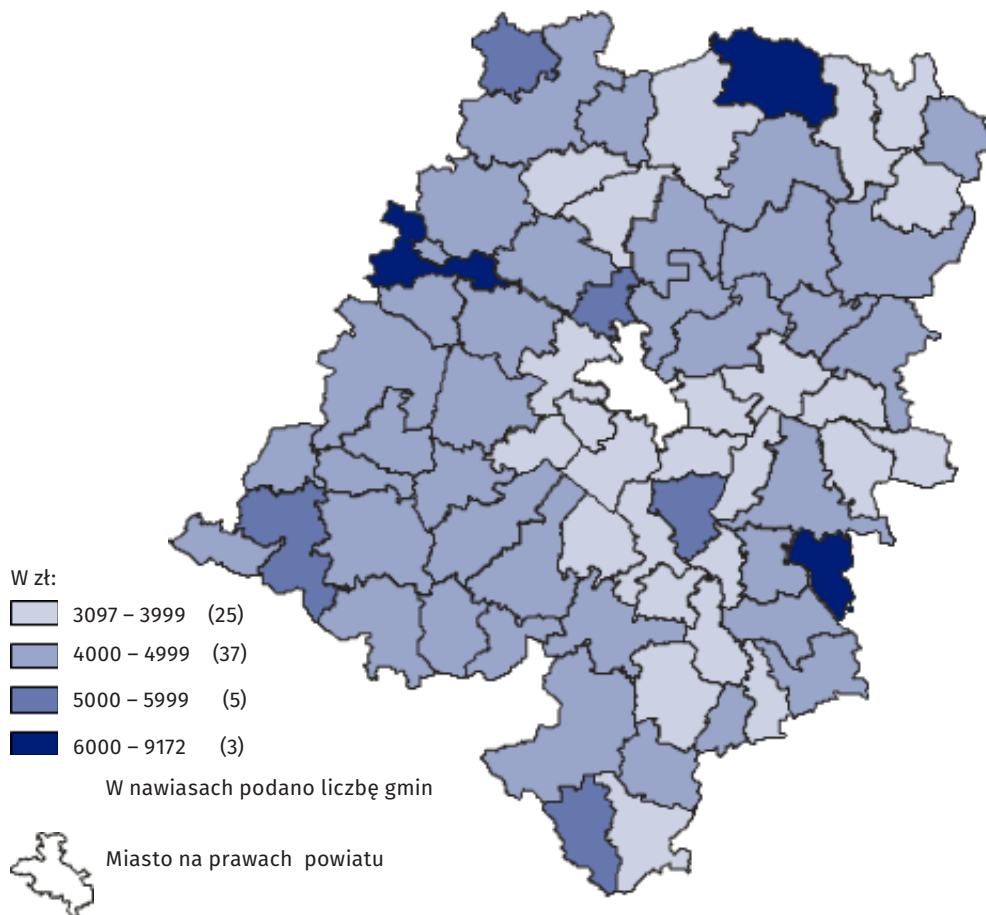 W zł:
3097 – 3999 (25)
4000 – 4999 (37)
5000 – 5999 (5)
6000 – 9172 (3)
W nawiasach podano liczbę gmin
Miasto na prawach powiatu